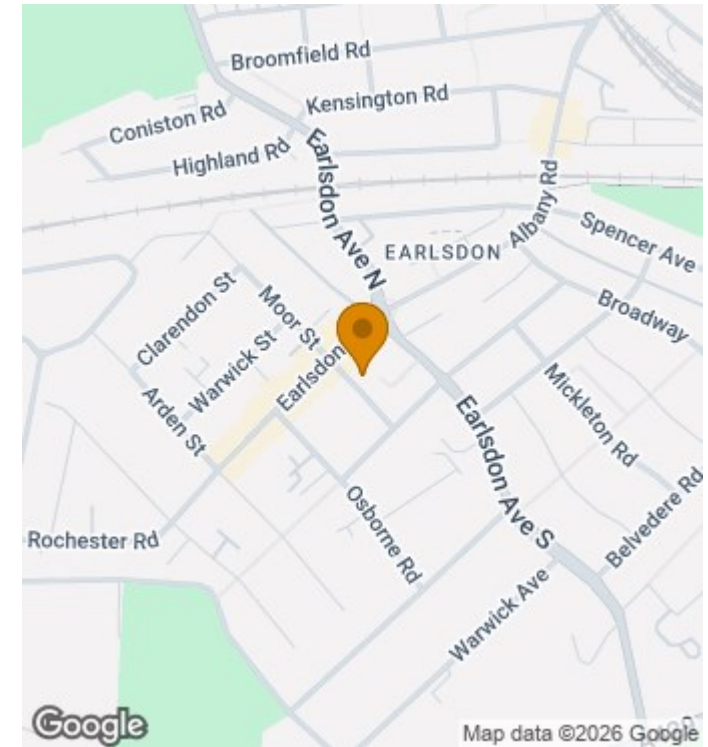 Broomfield Rd
Kensington Rd
Coniston Rd
Highland Rd
Earlsdon Ave N
Albany Rd
Spencer Ave
EARLSDON
Clarendon St
Moor St
Broadway
Warwick St
Earlsdon
Arden St
Mickleton Rd
Earlsdon Ave S
Osborne Rd
Belvedere Rd
Rochester Rd
Warwick Ave
Google
Map data ©2026 Google